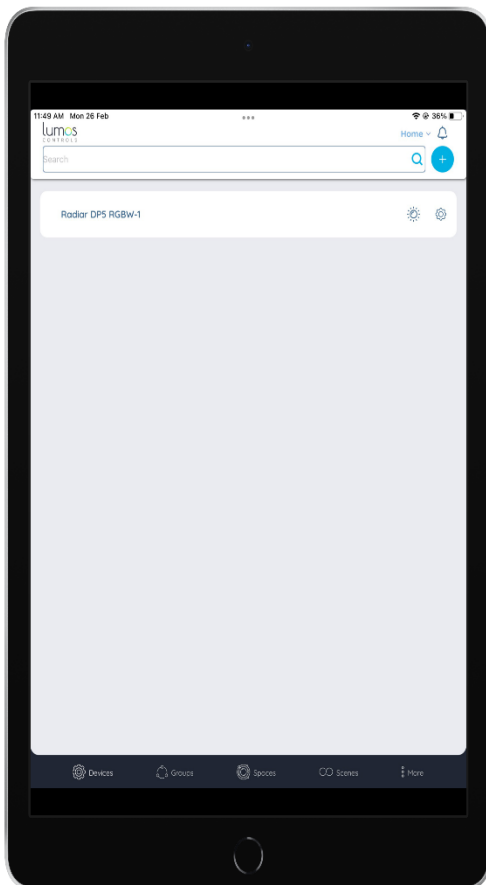 11:49 AM Mon 26 Feb 36%
lumos
CONTROLS
Home
Search
Radiar DP5 RGBW-1
Devices Groups Spaces Scenes More